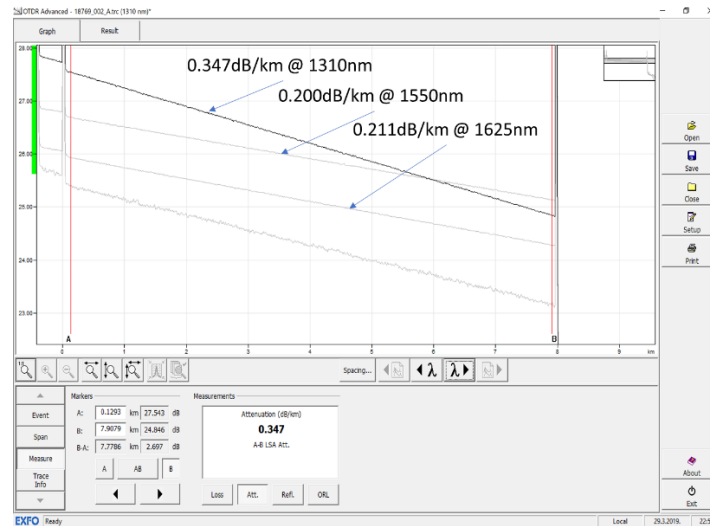 OTDR Advanced - 18769_002_A.trc (1310 nm)*
Graph Result
28.00
27.00
26.00
25.00
24.00
23.00
0.347dB/km @ 1310nm
0.200dB/km @ 1550nm
0.211dB/km @ 1625nm
A B
0 1 2 3 4 5 6 7 8 9 km
Open
Save
Close
Setup
Print
Spacing... λ λ
Event
Span
Measure
Trace
Info
Markers
A: 0.1293 km 27.543 dB
B: 7.9079 km 24.846 dB
B-A: 7.7786 km 2.697 dB
A AB B
Measurements
Attenuation (dB/km)
0.347
A-B LSA Att.
Loss Att. Refl. ORL
About
Exit
EXFO Ready Local 29.3.2019.